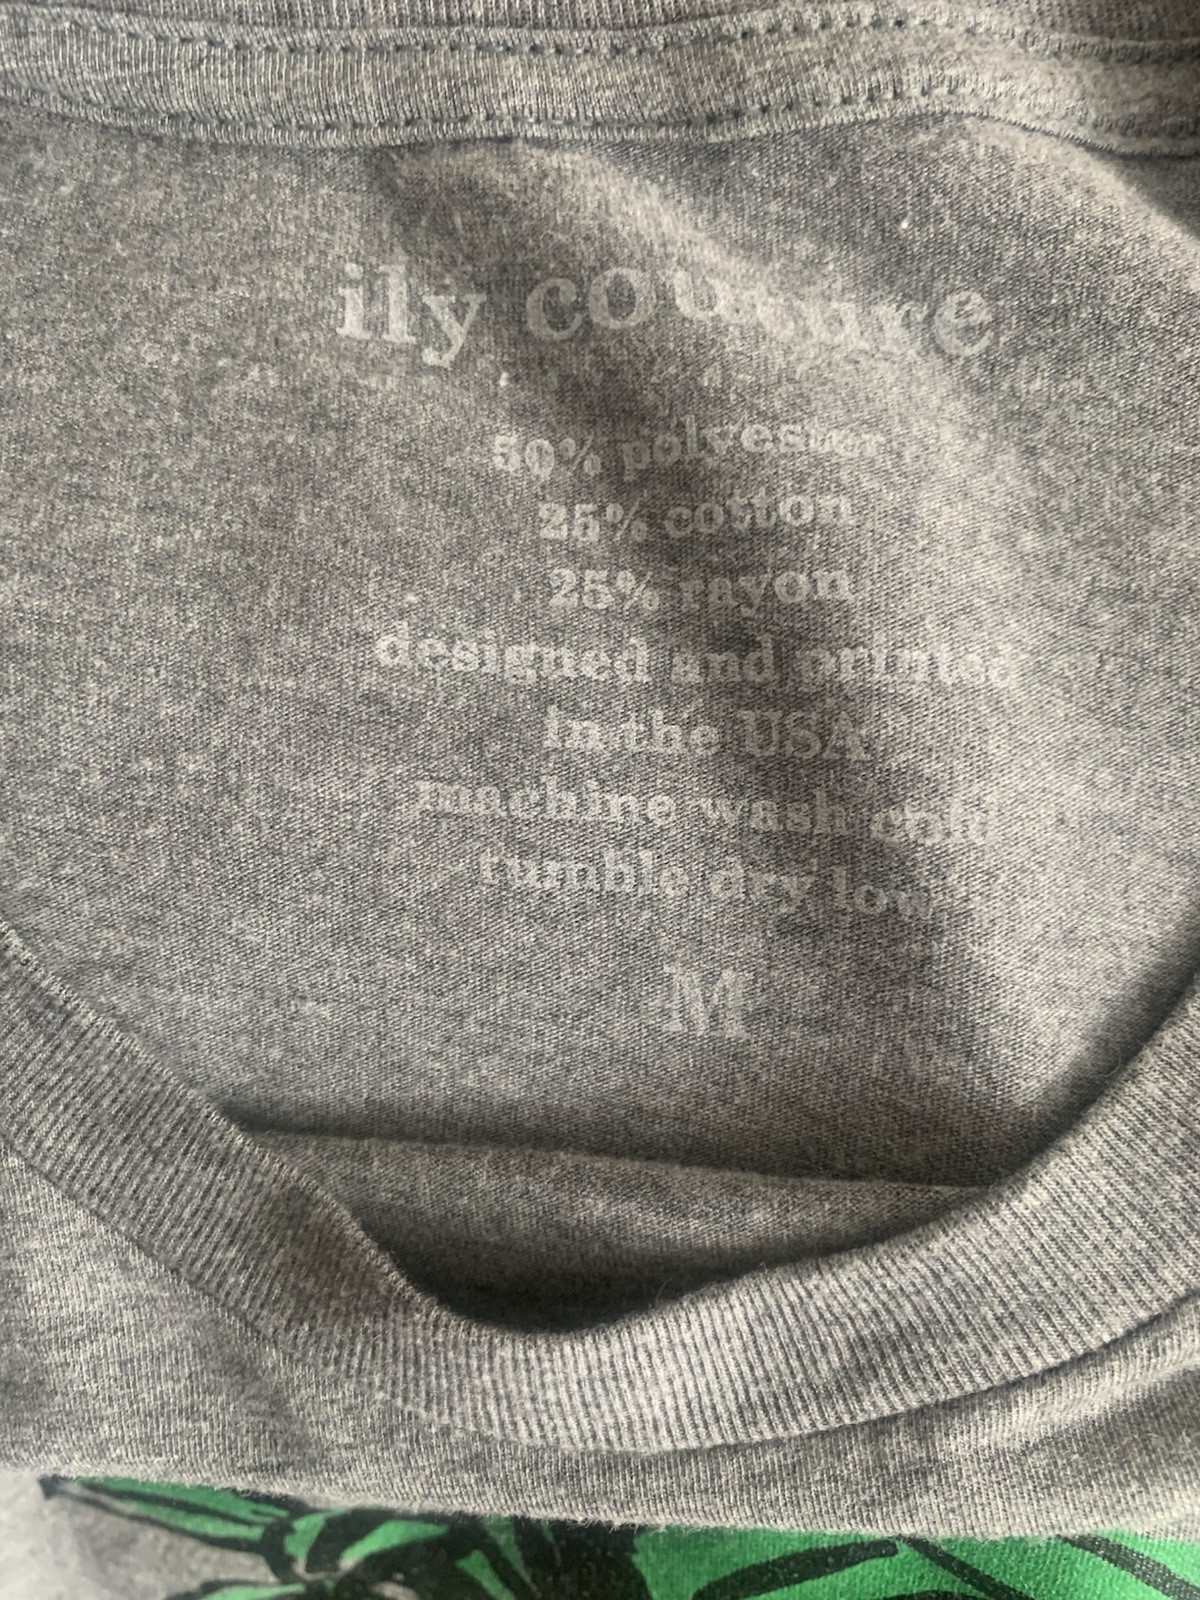 ily couture
50% polyester
25% cotton
25% rayon
designed and printed
in the USA
machine wash cold
tumble dry low
M